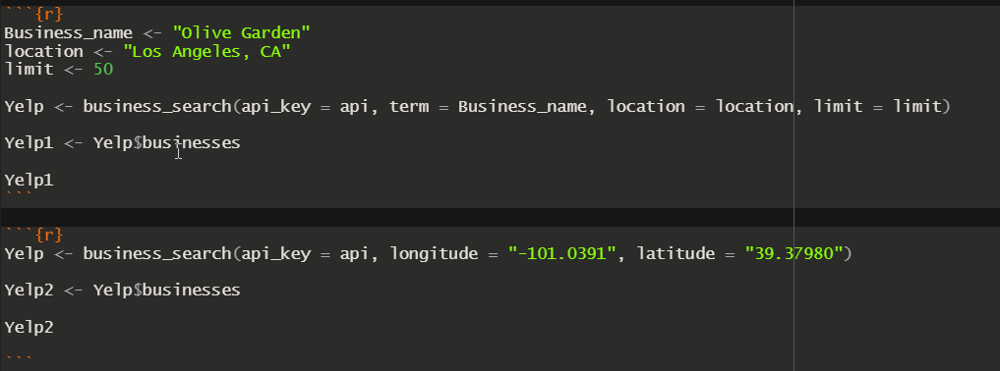 ```{r}
Business_name <- "Olive Garden"
location <- "Los Angeles, CA"
limit <- 50
Yelp <- business_search(api_key = api, term = Business_name, location = location, limit = limit)
Yelp1 <- Yelp$businesses
Yelp1
```
```{r}
Yelp <- business_search(api_key = api, longitude = "-101.0391", latitude = "39.37980")
Yelp2 <- Yelp$businesses
Yelp2
```